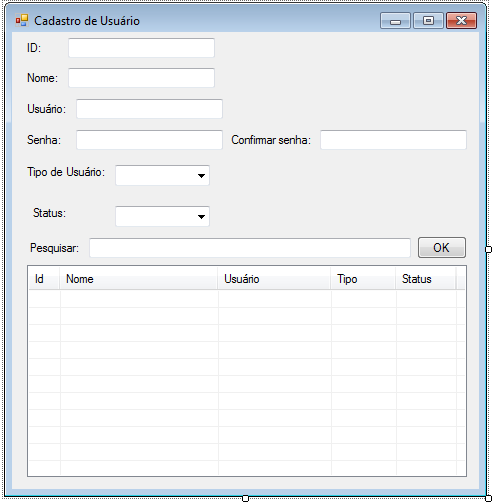 Cadastro de Usuário
ID:
Nome:
Usuário:
Senha: Confirmar senha:
Tipo de Usuário:
Status:
Pesquisar: OK
Id Nome Usuário Tipo Status